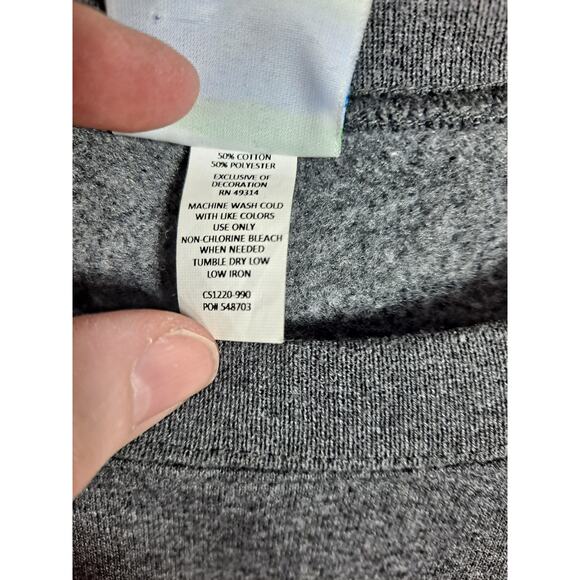 50% COTTON
50% POLYESTER
EXCLUSIVE OF
DECORATION
RN 49314
MACHINE WASH COLD
WITH LIKE COLORS
USE ONLY
NON-CHLORINE BLEACH
WHEN NEEDED
TUMBLE DRY LOW
LOW IRON
CS1220-990
PO# 548703